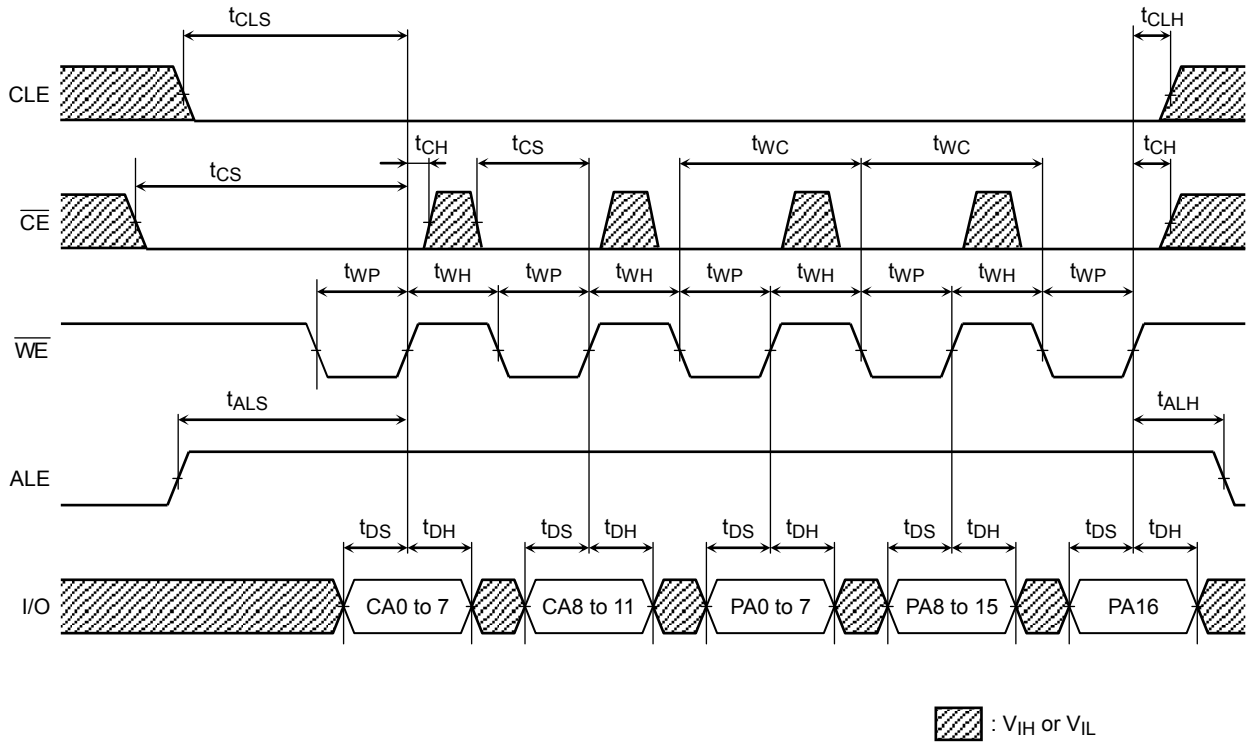 tCLS tCLH
CLE
tCH tCS tWC tWC tCH
tCS
CE
tWP tWH tWP tWH tWP tWH tWP tWH tWP
WE
tALS tALH
ALE
tDS tDH tDS tDH tDS tDH tDS tDH tDS tDH
I/O CA0 to 7 CA8 to 11 PA0 to 7 PA8 to 15 PA16
: VIH or VIL